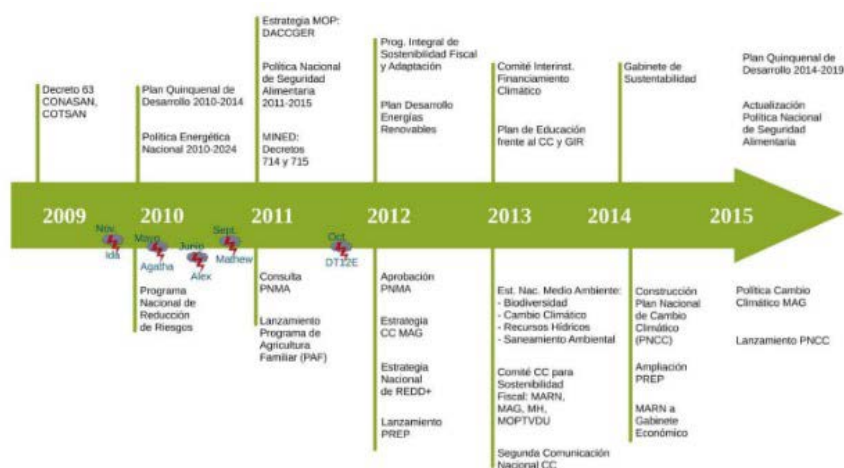 Decreto 63
CONASAN,
COTSAN
Plan Quinquenal de
Desarrollo 2010-2014
Política Energética
Nacional 2010-2024
Estrategia MOP:
DACCGER
Política Nacional
de Seguridad
Alimentaria
2011-2015
MINED:
Decretos
714 y 715
Prog. Integral de
Sostenibilidad Fiscal
y Adaptación
Plan Desarrollo
Energías
Renovables
Comité Interinst.
Financiamiento
Climático
Plan de Educación
frente al CC y GIR
Gabinete de
Sustentabilidad
Plan Quinquenal de
Desarrollo 2014-2019
Actualización
Política Nacional
de Seguridad
Alimentaria
2009 2010 2011 2012 2013 2014 2015
Nov.
Ida
Mayo
Agatha
Junio
Alex
Sept.
Mathew
Oct.
DT12E
Programa
Nacional de
Reducción
de Riesgos
Consulta
PNMA
Lanzamiento
Programa de
Agricultura
Familiar (PAF)
Aprobación
PNMA
Estrategia
CC MAG
Estrategia
Nacional
de REDD+
Lanzamiento
PREP
Est. Nac. Medio Ambiente:
- Biodiversidad
- Cambio Climático
- Recursos Hídricos
- Saneamiento Ambiental
Comité CC para
Sostenibilidad
Fiscal: MARN,
MAG, MH,
MOPTVDU
Segunda Comunicación
Nacional CC
Construcción
Plan Nacional
de Cambio
Climático
(PNCC)
Ampliación
PREP
MARN a
Gabinete
Económico
Política Cambio
Climático MAG
Lanzamiento PNCC